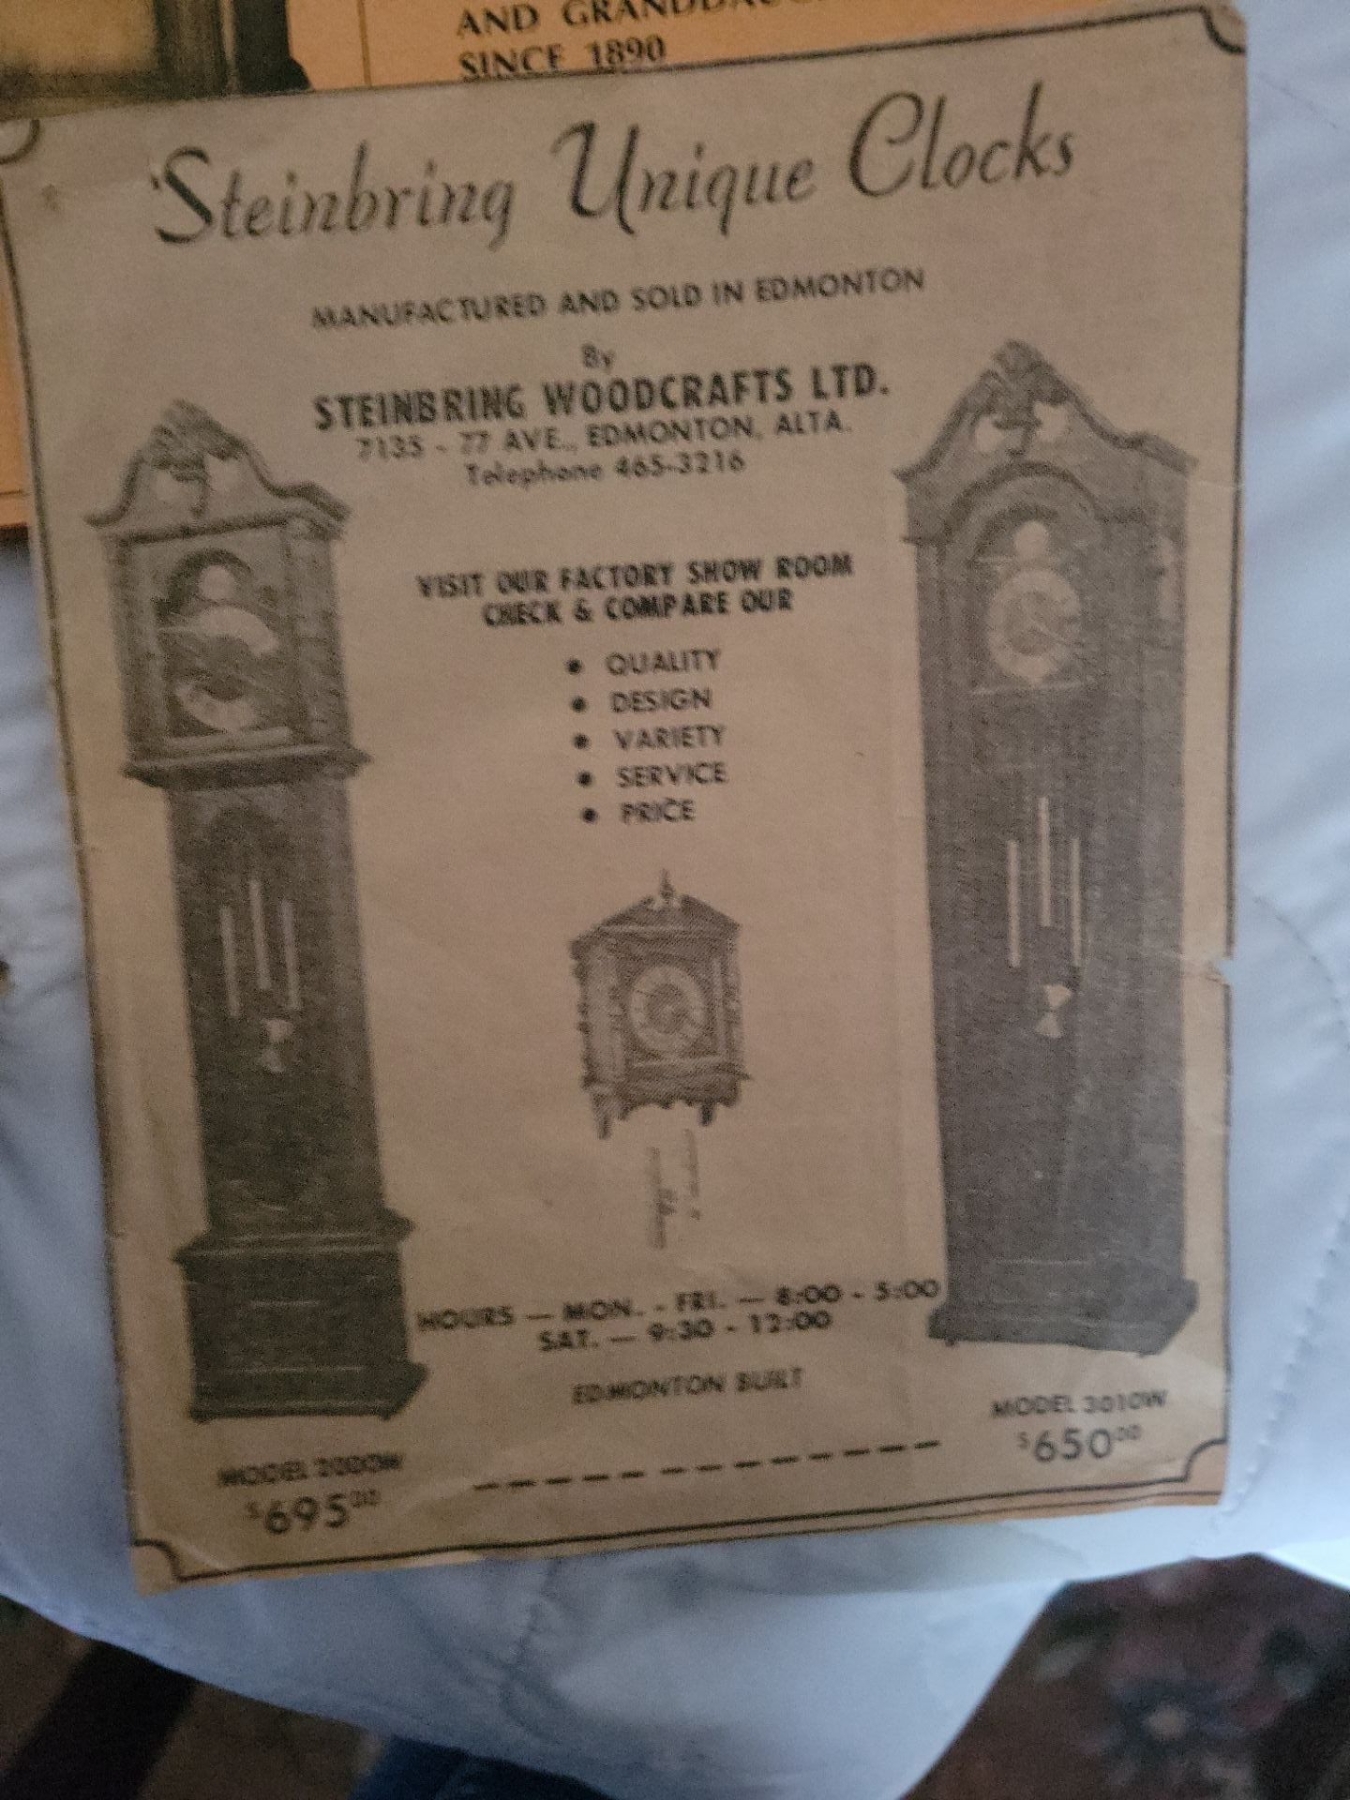 AND
SINCE 1890
Steinbring Unique Clocks
MANUFACTURED AND SOLD IN EDMONTON
By
STEINBRING WOODCRAFTS LTD.
7135 - 77 AVE., EDMONTON, ALTA.
Telephone 465-3216
VISIT OUR FACTORY SHOW ROOM
CHECK & COMPARE OUR
• QUALITY
• DESIGN
• VARIETY
• SERVICE
• PRICE
HOURS — MON. - FRI. — 8:00 - 5:00
SAT. — 9:30 - 12:00
EDMONTON BUILT
MODEL 3010W
$650.00
MODEL
$695.00